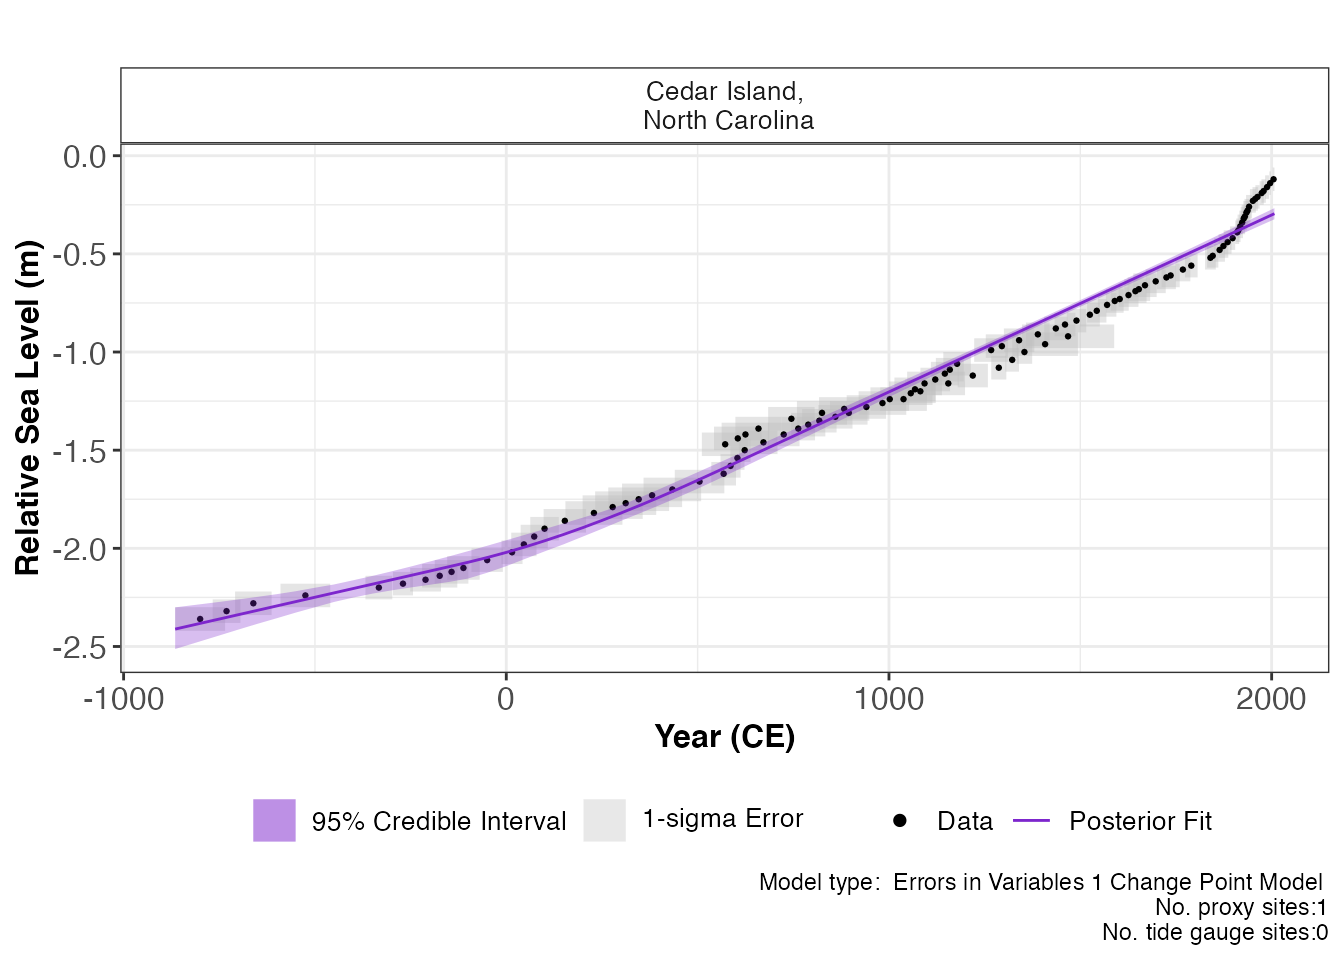 Cedar Island,
North Carolina
0.0
-0.5
-1.0
-1.5
-2.0
-2.5
Relative Sea Level (m)
-1000 0 1000 2000
Year (CE)
95% Credible Interval 1-sigma Error Data Posterior Fit
Model type: Errors in Variables 1 Change Point Model
No. proxy sites:1
No. tide gauge sites:0